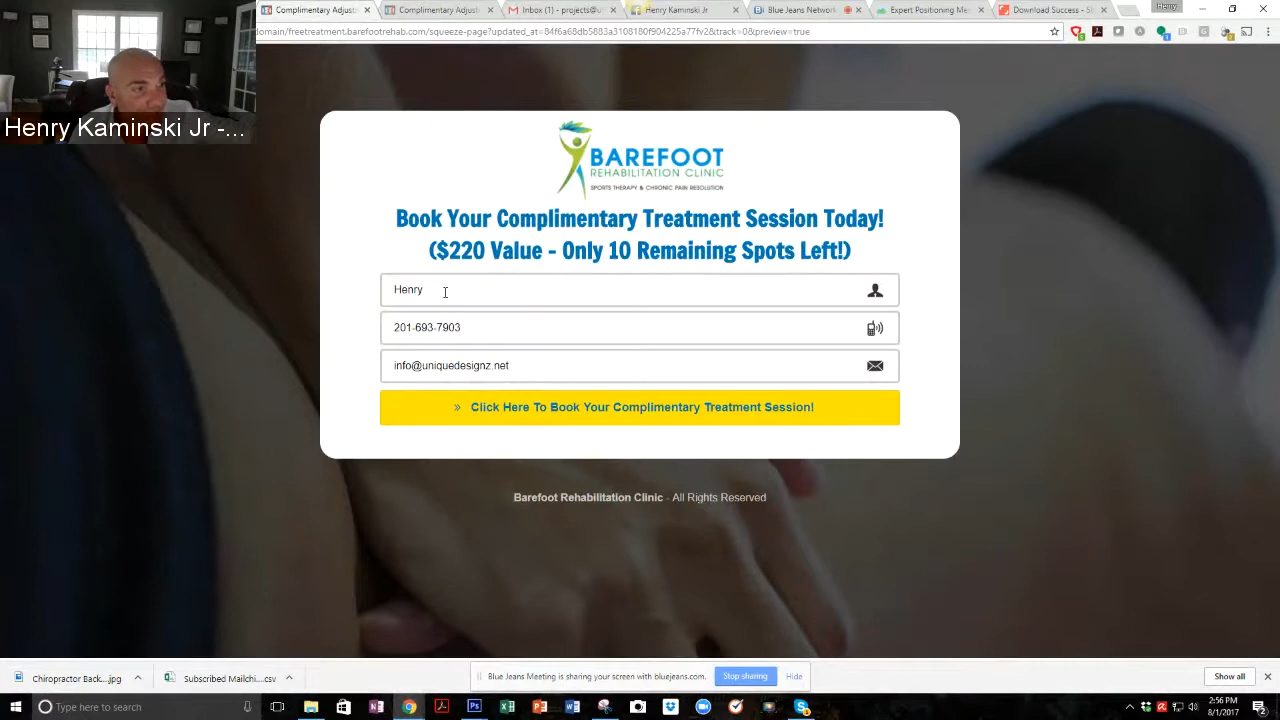 Complimentary Adjust
Complimentary Adjust
Inbox (1) - projects@u
Henry Kaminski Jr
Blue Jeans Network
Expert Positioning Me
Download Success - S
Henry
domain/freetreatment.barefootrehab
squeeze-page?updated_at=84f6a68db5883a3108180f904225a77fv2&track=0&preview=true
Henry Kaminski Jr -...
BAREFOOT
REHABILITATION CLINIC
SPORTS THERAPY & CHRONIC PAIN RESOLUTION
Book Your Complimentary Treatment Session Today!
($220 Value - Only 10 Remaining Spots Left!)
Henry
201-693-7903
info@uniquedesignz.net
» Click Here To Book Your Complimentary Treatment Session!
Barefoot Rehabilitation Clinic - All Rights Reserved
Chiropractor Back....jpg
Subscribed Mailchi....csv
Blue Jeans Meeting is sharing your screen with bluejeans.com.
Stop sharing
Hide
Show all
Type here to search
2:56 PM
8/1/2017